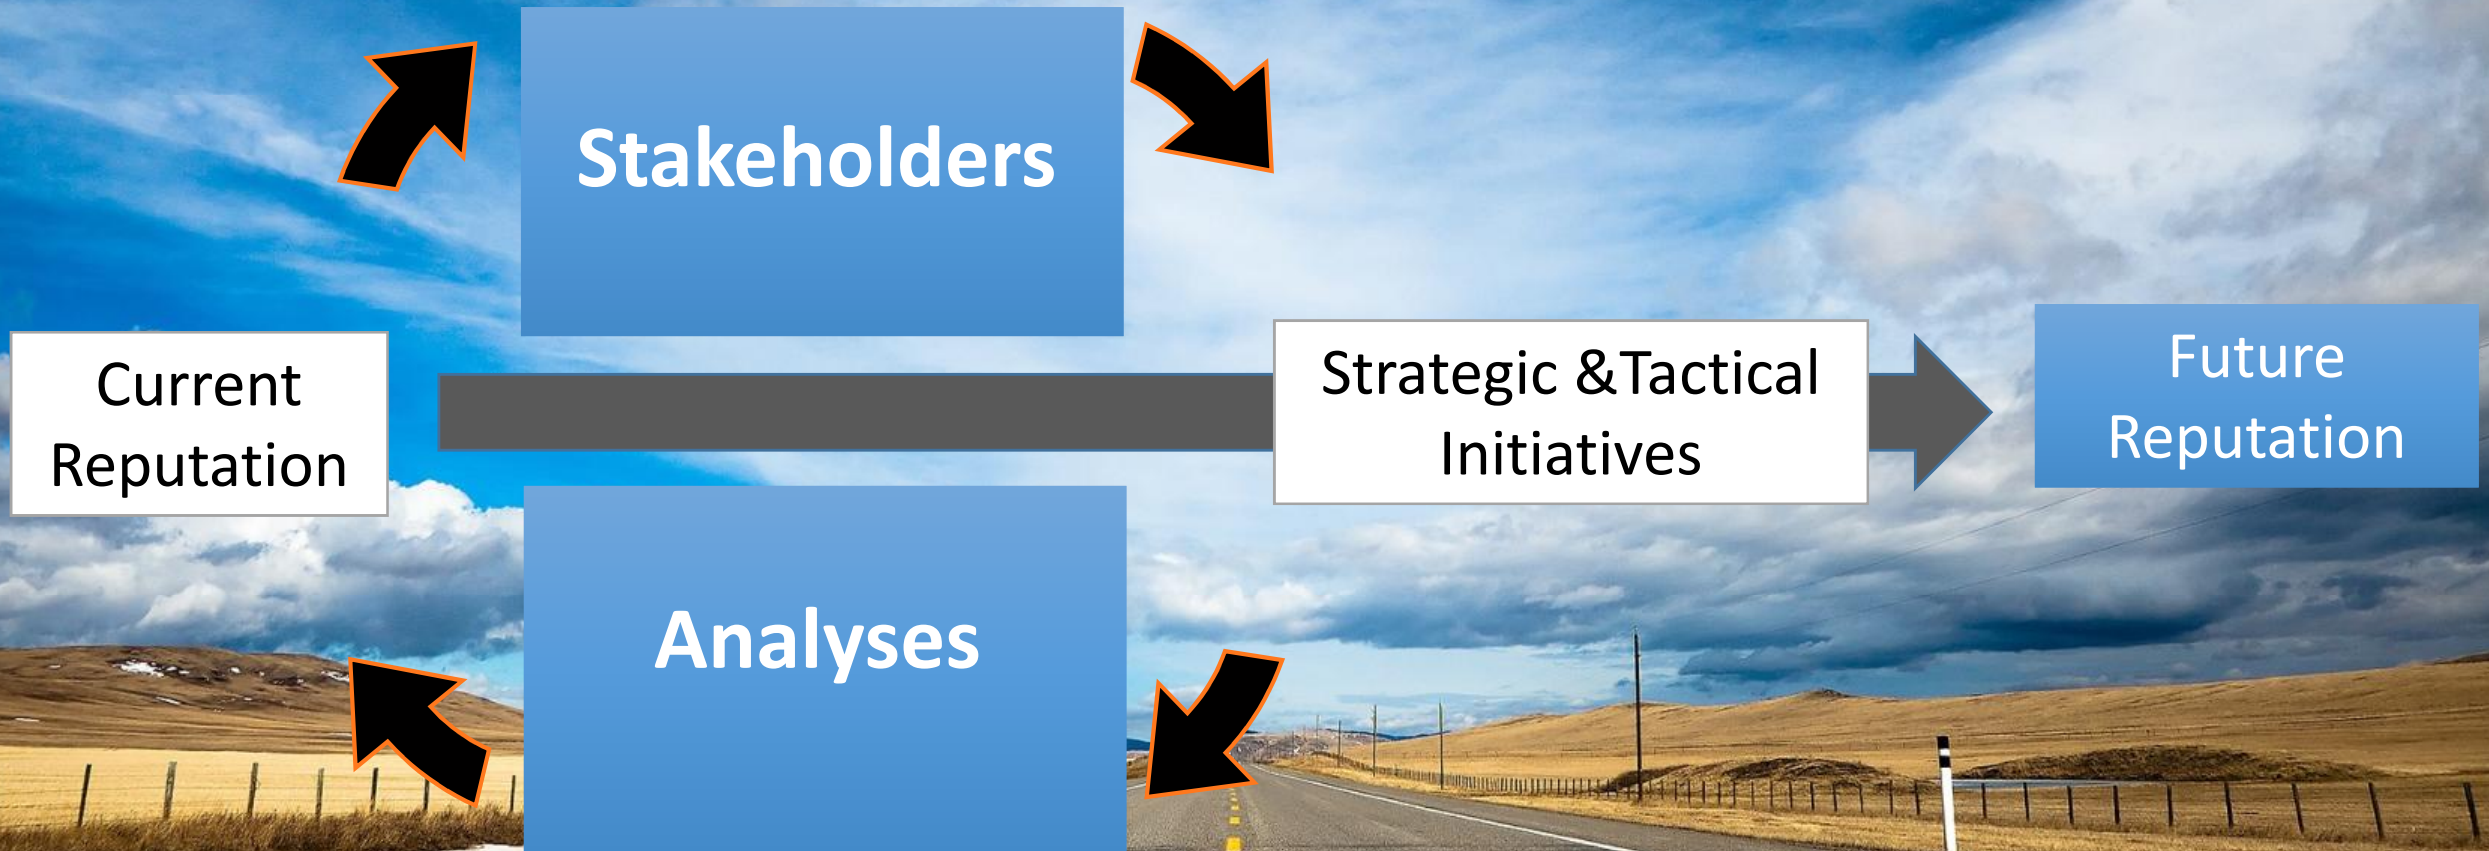 Stakeholders
Current
Reputation
Strategic &Tactical
Initiatives
Future
Reputation
Analyses